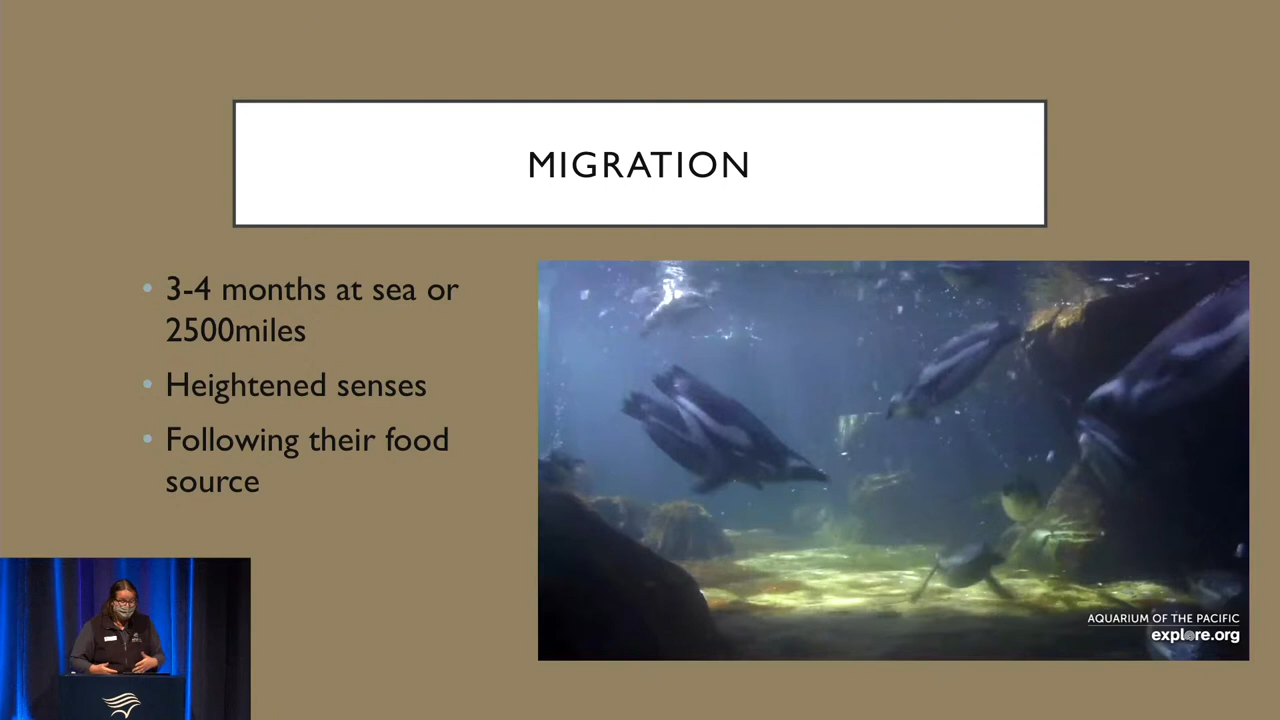 MIGRATION
3-4 months at sea or
2500miles
Heightened senses
Following their food
source
AQUARIUM OF THE PACIFIC
explore.org